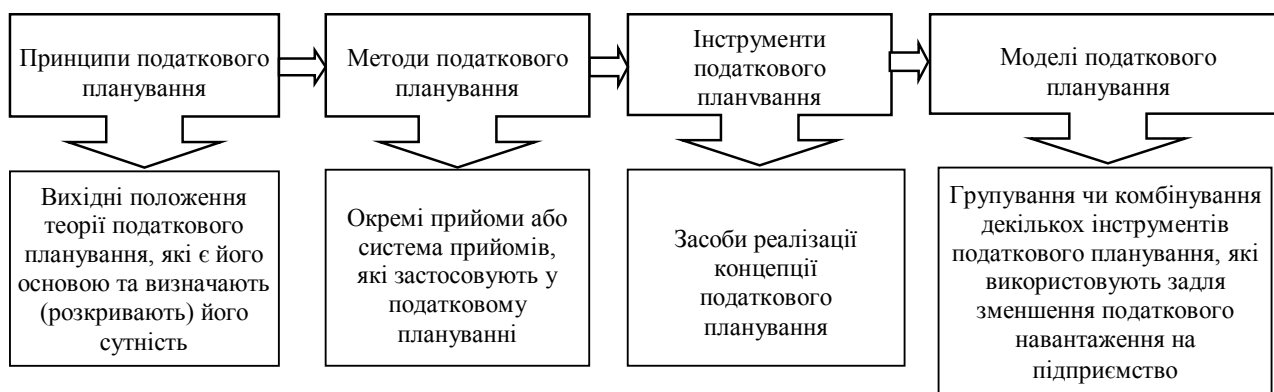 Принципи податкового
планування
Методи податкового
планування
Інструменти
податкового
планування
Моделі податкового
планування
Вихідні положення
теорії податкового
планування, які є його
основою та визначають
(розкривають) його
сутність
Окремі прийоми або
система прийомів,
які застосовують у
податковому
плануванні
Засоби реалізації
концепції
податкового
планування
Групування чи комбінування
декількох інструментів
податкового планування, які
використовують задля
зменшення податкового
навантаження на
підприємство